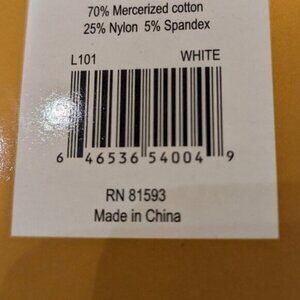 70% Mercerized cotton
25% Nylon 5% Spandex
L101 WHITE
6 46536 54004 9
RN 81593
Made in China